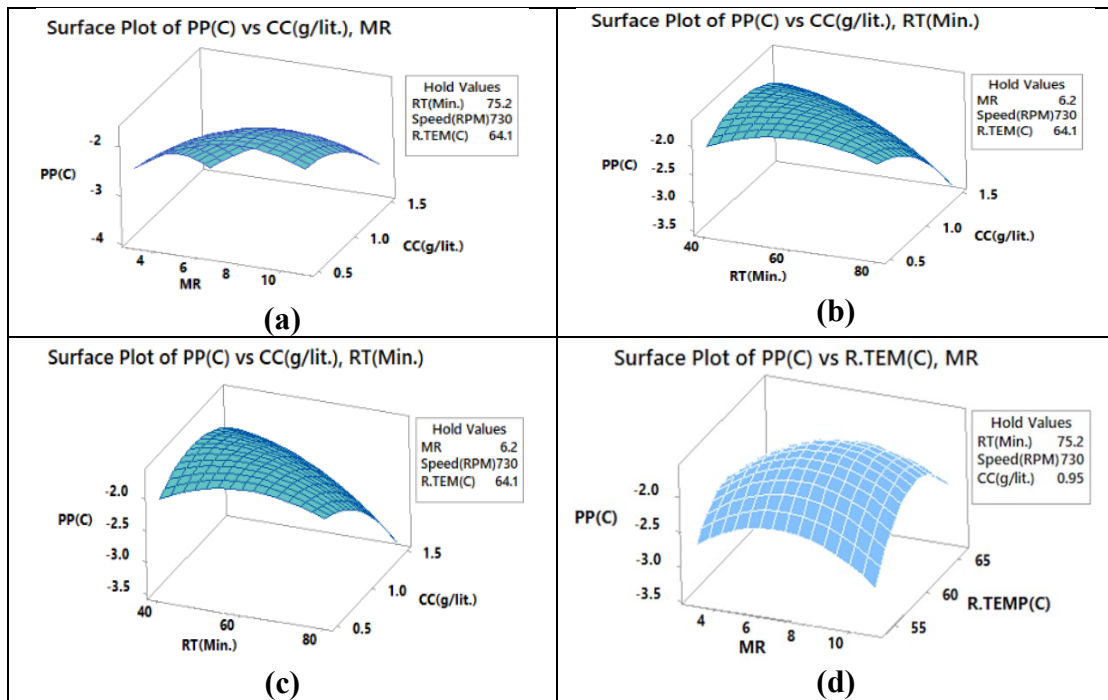 Surface Plot of PP(C) vs CC(g/lit.), MR
Hold Values
RT(Min.) 75.2
Speed(RPM)730
R.TEM(C) 64.1
-2
PP(C)
-3
-4
1.5
1.0
CC(g/lit.)
0.5
4
6
8
10
MR
(a)
Surface Plot of PP(C) vs CC(g/lit.), RT(Min.)
Hold Values
MR 6.2
Speed(RPM)730
R.TEM(C) 64.1
-2.0
PP(C)
-2.5
-3.0
-3.5
1.5
1.0
CC(g/lit.)
0.5
40
60
80
RT(Min.)
(b)
Surface Plot of PP(C) vs CC(g/lit.), RT(Min.)
Hold Values
MR 6.2
Speed(RPM)730
R.TEM(C) 64.1
-2.0
PP(C)
-2.5
-3.0
-3.5
1.5
1.0
CC(g/lit.)
0.5
40
60
80
RT(Min.)
(c)
Surface Plot of PP(C) vs R.TEM(C), MR
Hold Values
RT(Min.) 75.2
Speed(RPM)730
CC(g/lit.) 0.95
-2.0
PP(C)
-2.5
-3.0
-3.5
65
60
R.TEMP(C)
55
4
6
8
10
MR
(d)